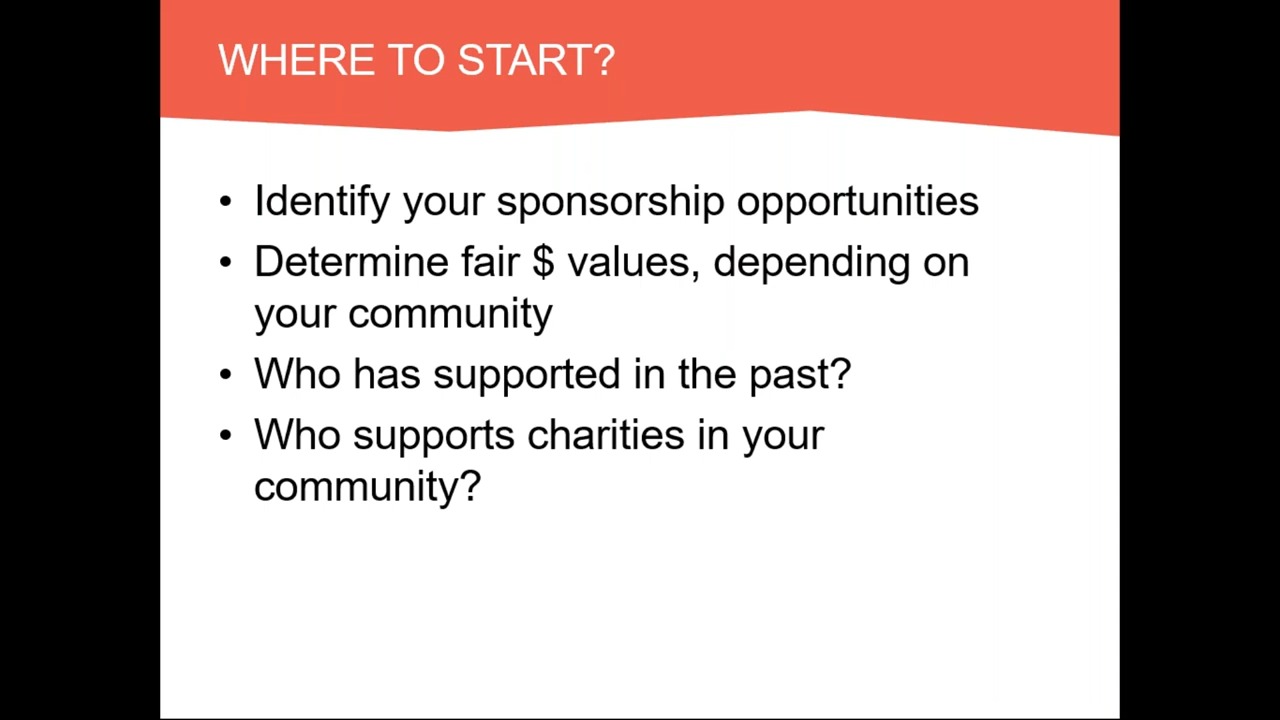 WHERE TO START?
• Identify your sponsorship opportunities
• Determine fair $ values, depending on
your community
• Who has supported in the past?
• Who supports charities in your
community?